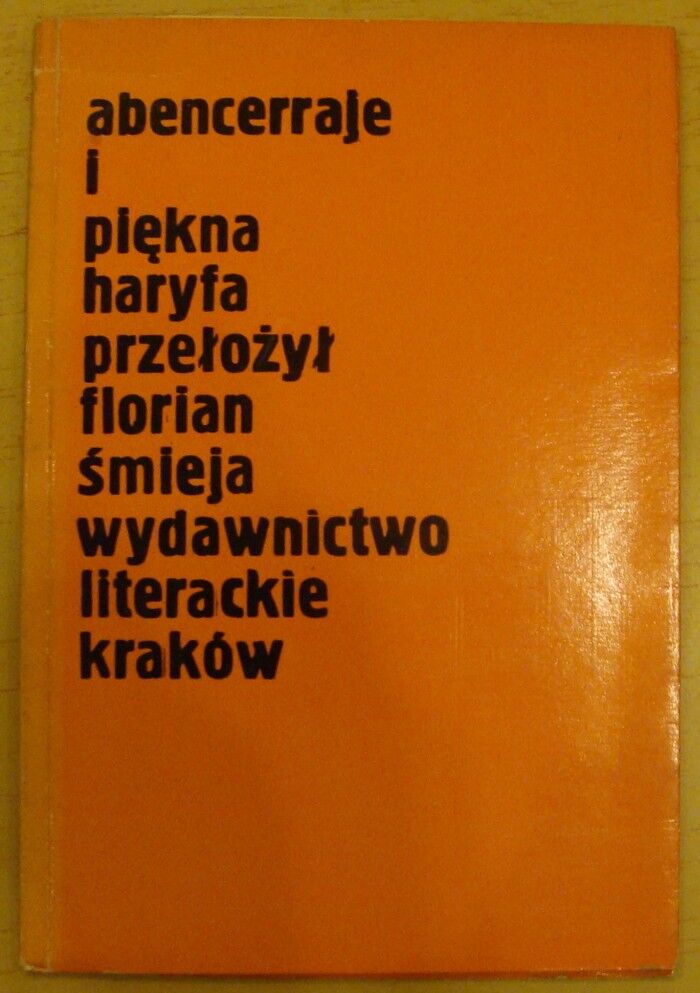 abencerraje
i
piękna
haryfa
przełożył
florian
śmieja
wydawnictwo
literackie
kraków